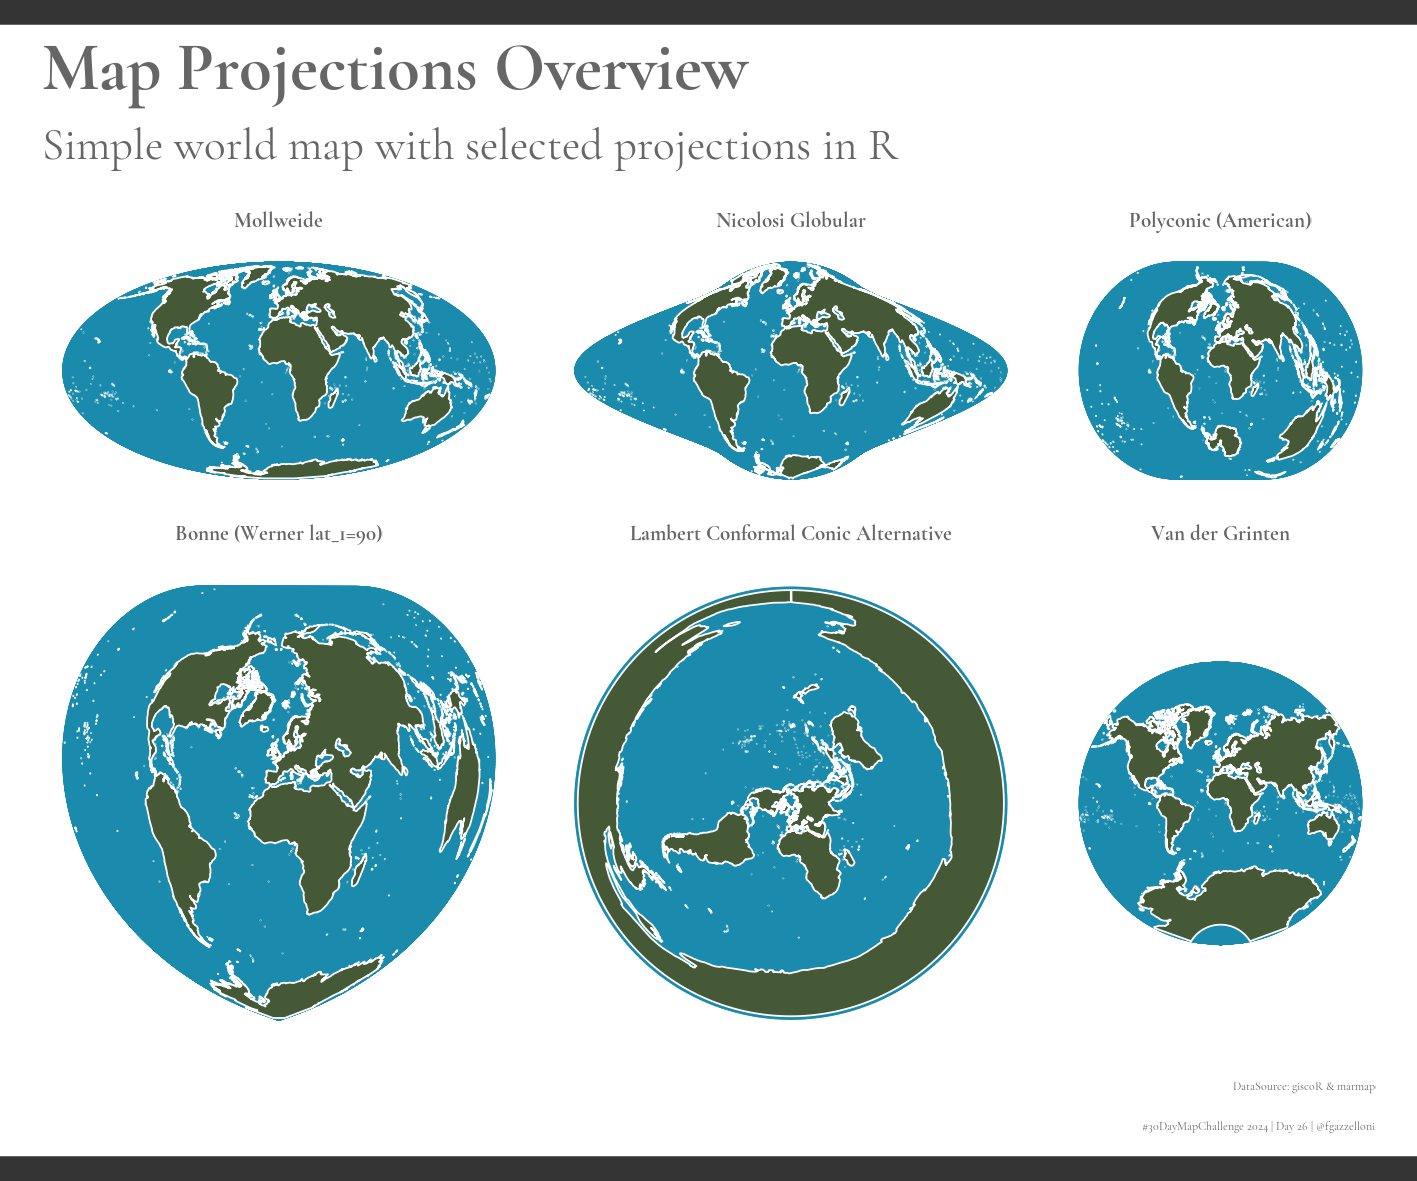 Map Projections Overview
Simple world map with selected projections in R
Mollweide
Nicolosi Globular
Polyconic (American)
Bonne (Werner lat_1=90)
Lambert Conformal Conic Alternative
Van der Grinten
DataSource: giscoR & marmap
#30DayMapChallenge 2024 | Day 26 | @fgazzelloni